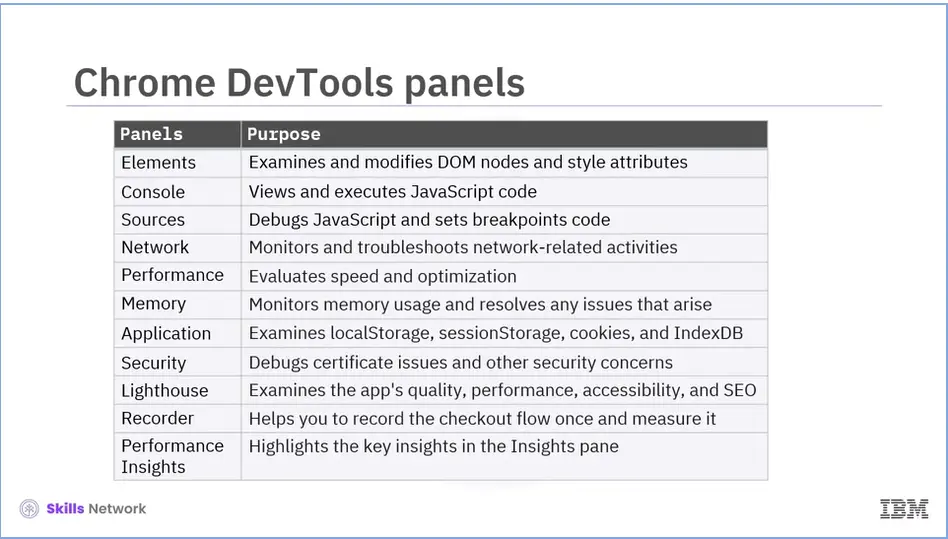 Chrome DevTools panels
Panels Purpose
Elements Examines and modifies DOM nodes and style attributes
Console Views and executes JavaScript code
Sources Debugs JavaScript and sets breakpoints code
Network Monitors and troubleshoots network-related activities
Performance Evaluates speed and optimization
Memory Monitors memory usage and resolves any issues that arise
Application Examines localStorage, sessionStorage, cookies, and IndexDB
Security Debugs certificate issues and other security concerns
Lighthouse Examines the app's quality, performance, accessibility, and SEO
Recorder Helps you to record the checkout flow once and measure it
Performance Highlights the key insights in the Insights pane
Insights
Skills Network
IBM